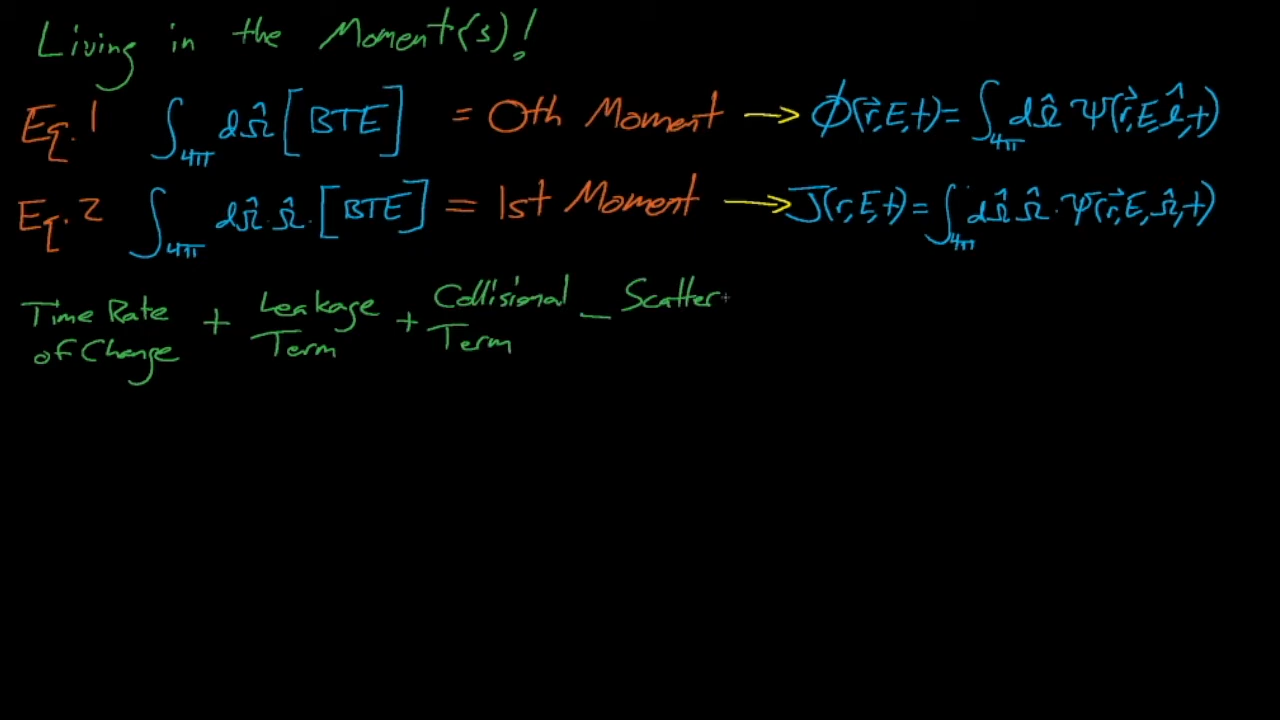 Living in the Moment(s)!
Eq. 1 ∫4π dΩ̂ [BTE] = 0th Moment → ϕ(r⃗,E,t) = ∫4π dΩ̂ Ψ(r⃗,E,Ω̂,t)
Eq. 2 ∫4π dΩ̂ Ω̂ · [BTE] = 1st Moment → J(r,E,t) = ∫4π dΩ̂ Ω̂ · Ψ(r⃗,E,Ω̂,t)
Time Rate of Change + Leakage Term + Collisional Term - Scatter